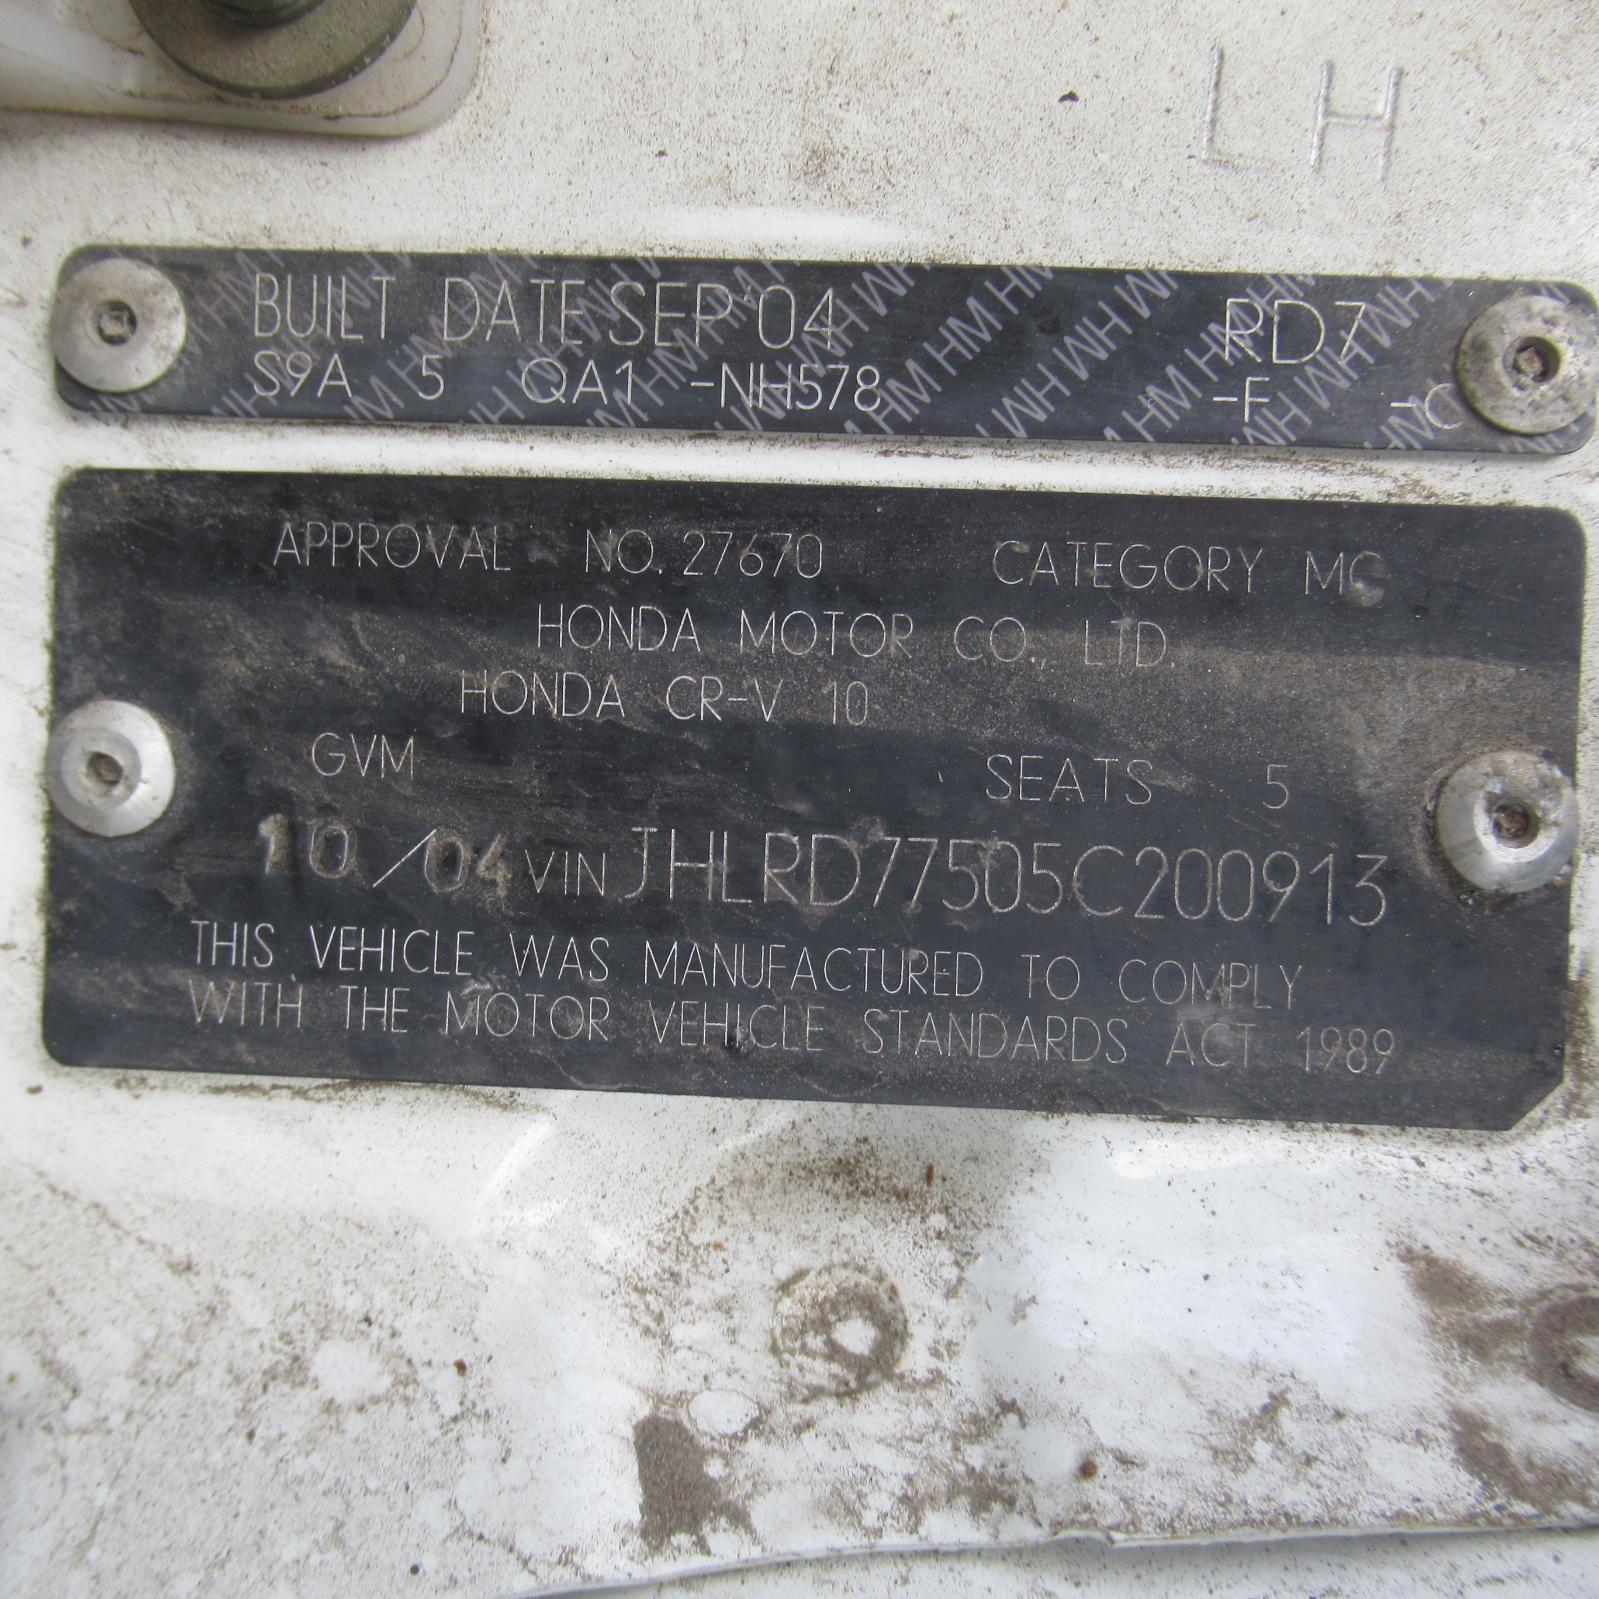 LH
BUILT DATE SEP'04 RD7
S9A 5 QA1 -NH578 -F -C
APPROVAL NO. 27670 CATEGORY MC
HONDA MOTOR CO., LTD.
HONDA CR-V 10
GVM SEATS 5
10/04 VIN JHLRD77505C200913
THIS VEHICLE WAS MANUFACTURED TO COMPLY
WITH THE MOTOR VEHICLE STANDARDS ACT 1989